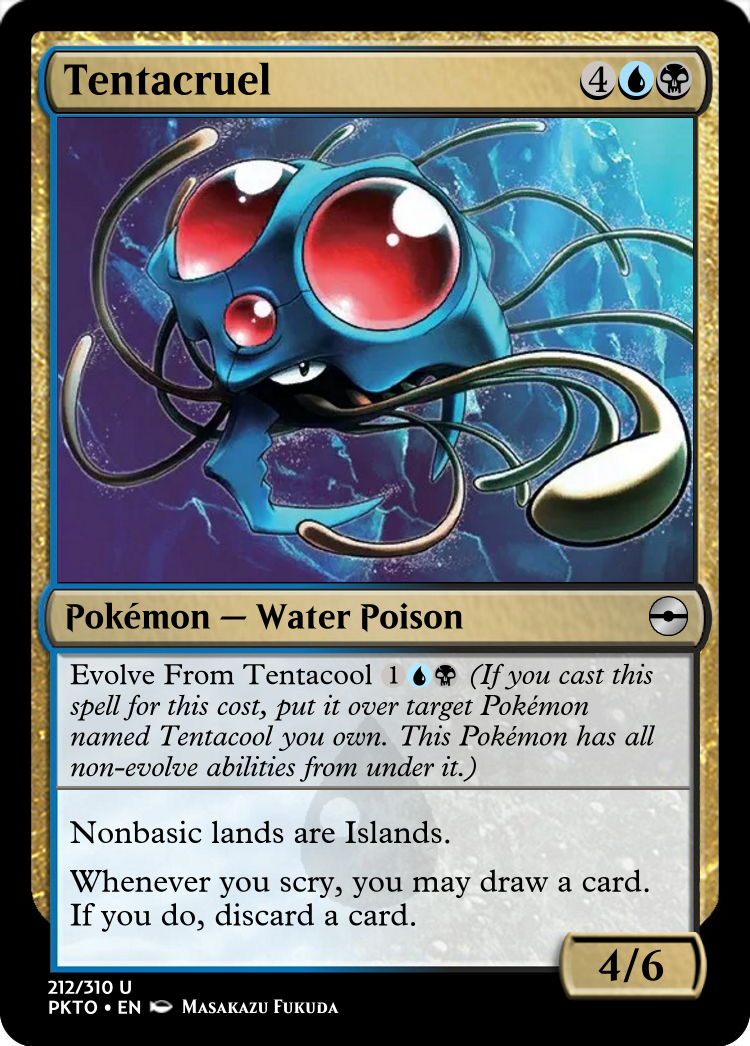 Tentacruel 4
Pokémon — Water Poison
Evolve From Tentacool 1 (If you cast this
spell for this cost, put it over target Pokémon
named Tentacool you own. This Pokémon has all
non-evolve abilities from under it.)
Nonbasic lands are Islands.
Whenever you scry, you may draw a card.
If you do, discard a card.
4/6
212/310 U
PKTO • EN MASAKAZU FUKUDA